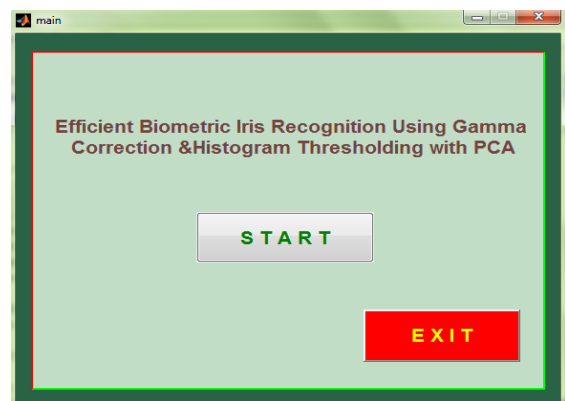 main
Efficient Biometric Iris Recognition Using Gamma
Correction &Histogram Thresholding with PCA
S T A R T
E X I T